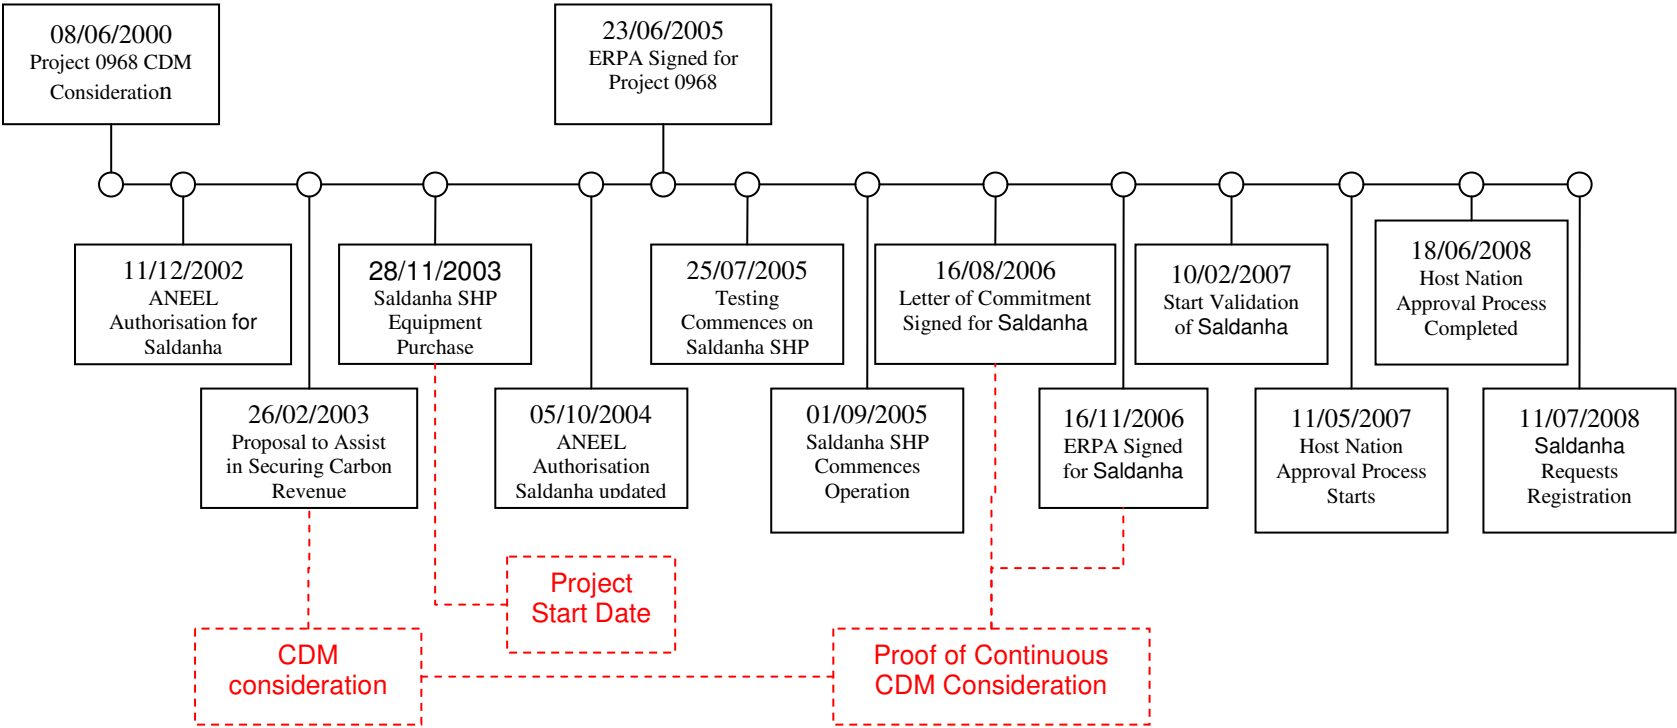 08/06/2000
Project 0968 CDM
Consideration
23/06/2005
ERPA Signed for
Project 0968
11/12/2002
ANEEL
Authorisation for
Saldanha
26/02/2003
Proposal to Assist
in Securing Carbon
Revenue
28/11/2003
Saldanha SHP
Equipment
Purchase
05/10/2004
ANEEL
Authorisation
Saldanha updated
25/07/2005
Testing
Commences on
Saldanha SHP
01/09/2005
Saldanha SHP
Commences
Operation
16/08/2006
Letter of Commitment
Signed for Saldanha
16/11/2006
ERPA Signed
for Saldanha
10/02/2007
Start Validation
of Saldanha
11/05/2007
Host Nation
Approval Process
Starts
18/06/2008
Host Nation
Approval Process
Completed
11/07/2008
Saldanha
Requests
Registration
Project
Start Date
CDM
consideration
Proof of Continuous
CDM Consideration